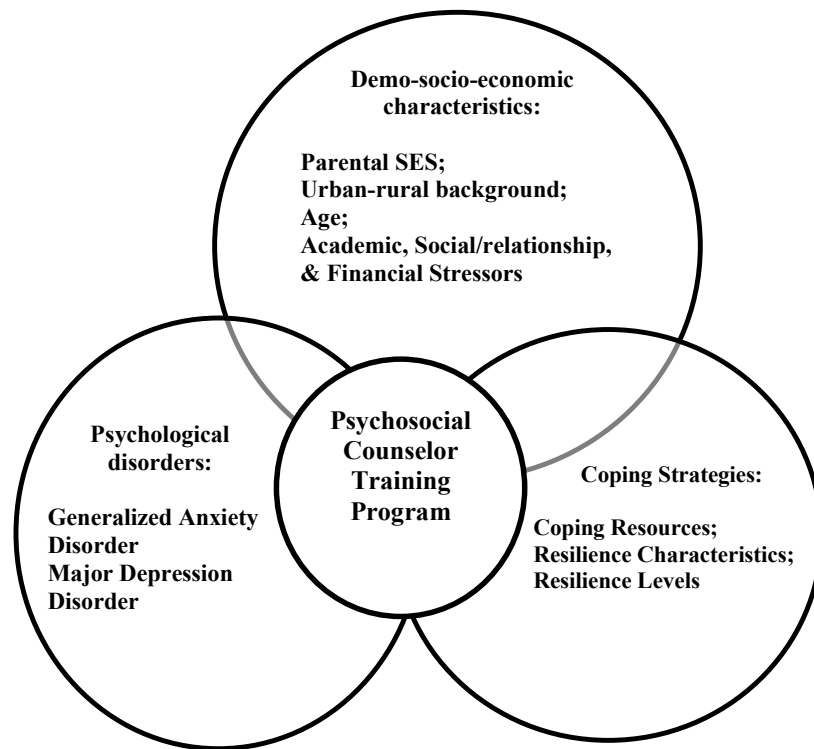 Demo-socio-economic
characteristics:
Parental SES;
Urban-rural background;
Age;
Academic, Social/relationship,
& Financial Stressors
Psychosocial
Counselor
Training
Program
Psychological
disorders:
Generalized Anxiety
Disorder
Major Depression
Disorder
Coping Strategies:
Coping Resources;
Resilience Characteristics;
Resilience Levels